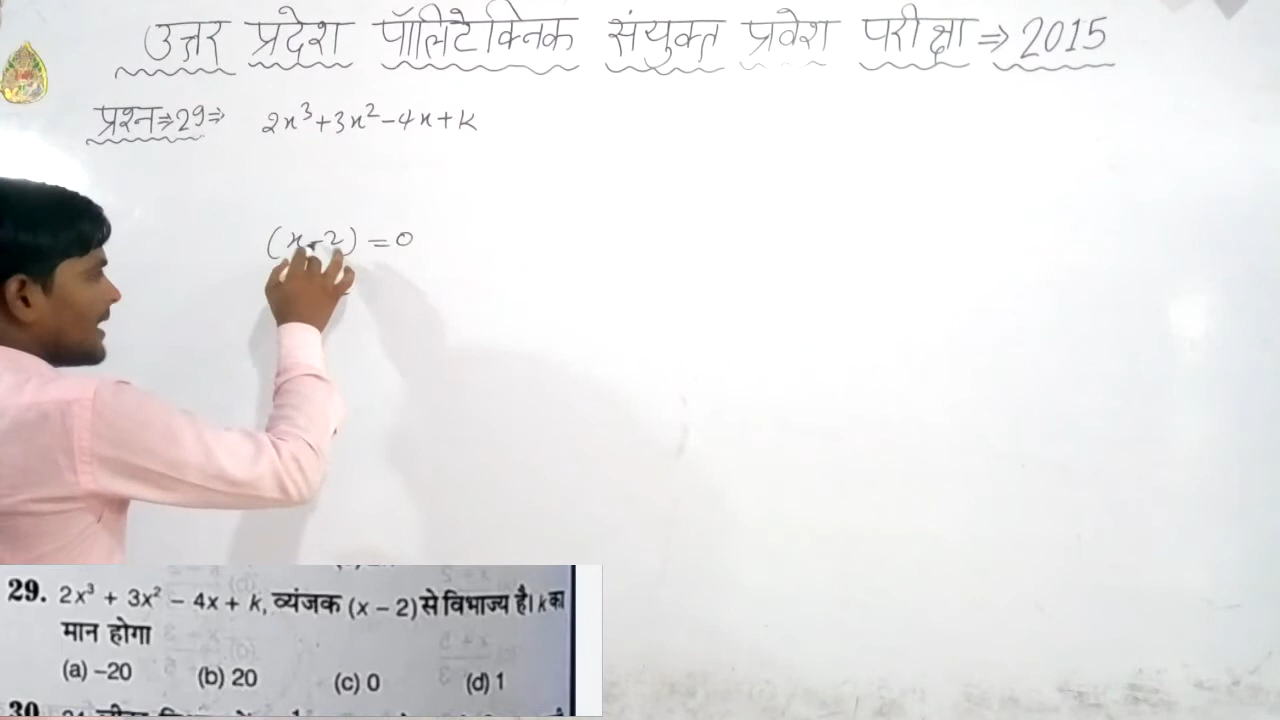 उत्तर प्रदेश पॉलिटेक्निक संयुक्त प्रवेश परीक्षा ⇒ 2015
प्रश्न⇒29⇒ 2x³+3x²-4x+k
(x-2) = 0
29. 2x³ + 3x² − 4x + k, व्यंजक (x − 2) से विभाज्य है। k का
मान होगा
(a) −20 (b) 20 (c) 0 (d) 1
30